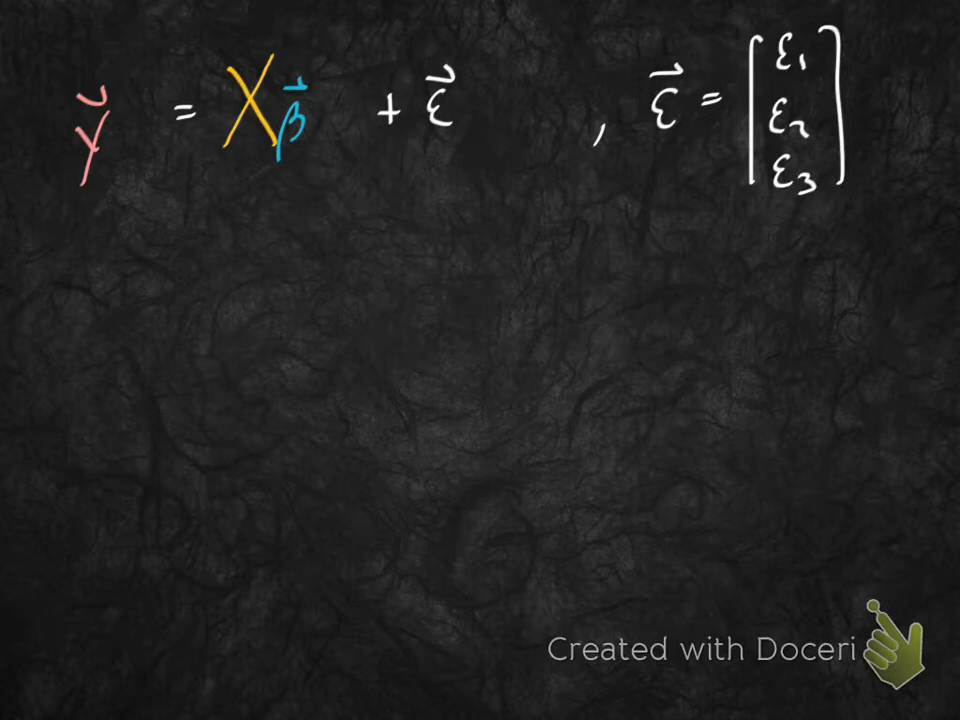 y⃗ = Xβ⃗ + ε⃗ , ε⃗ = [ε₁ ε₂ ε₃]
Created with Doceri